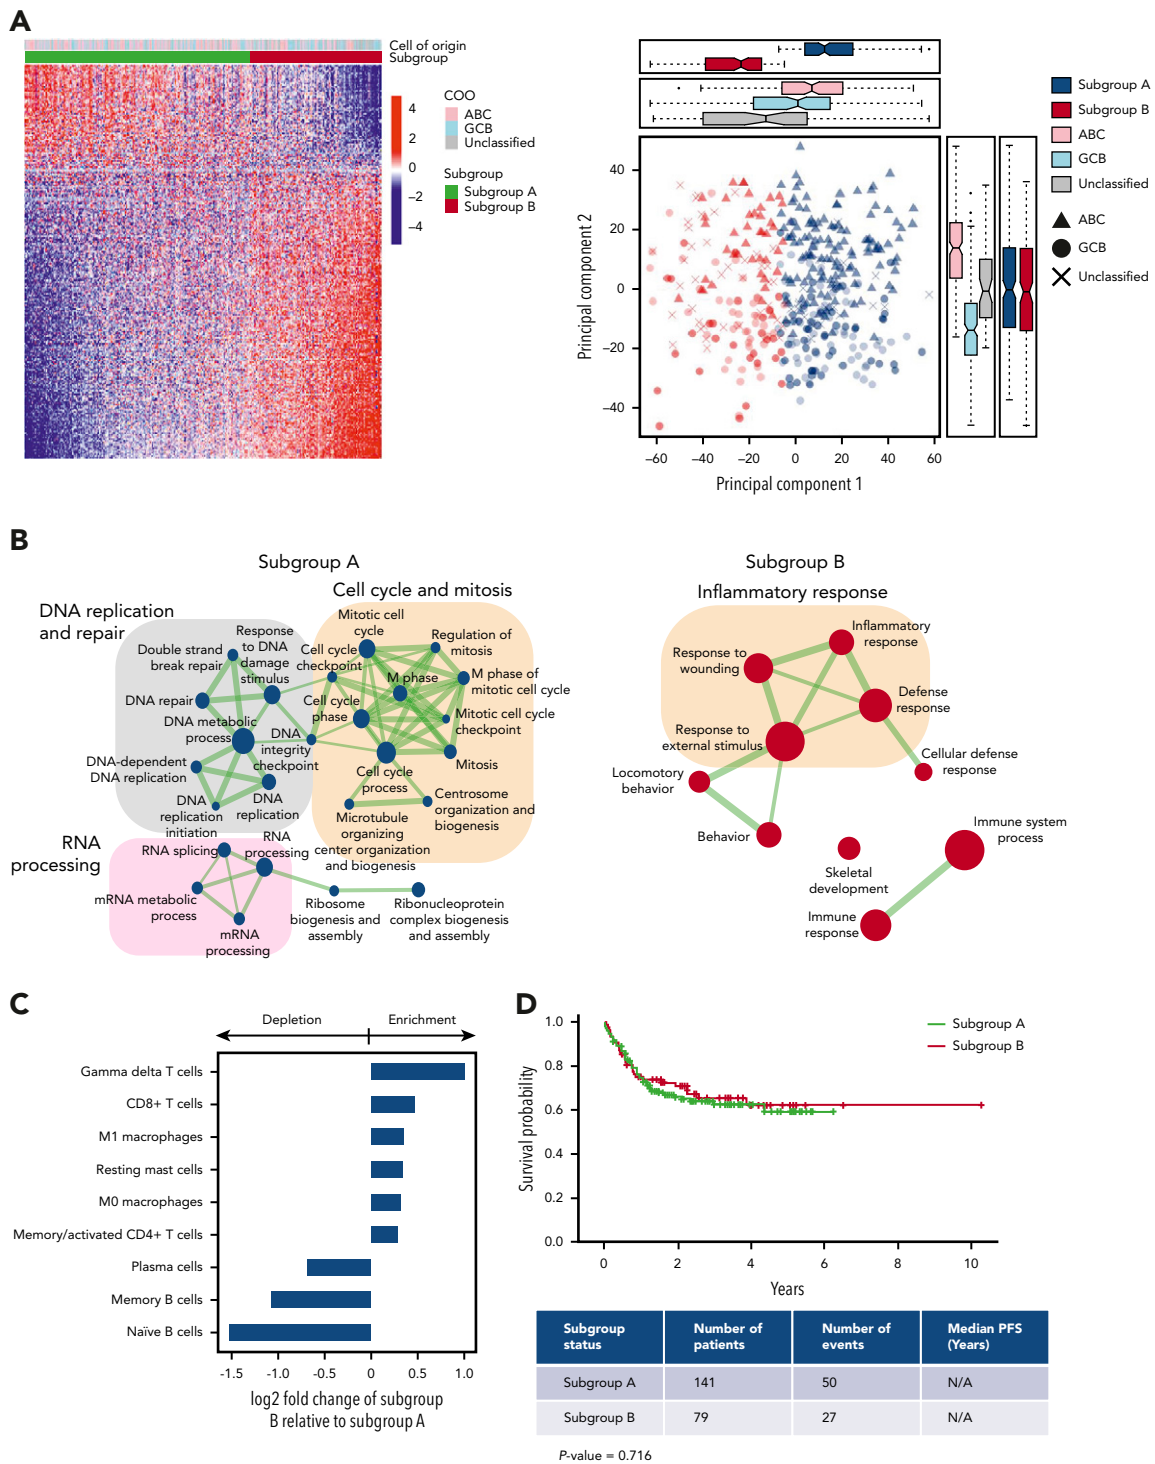 A
Cell of origin
Subgroup
COO
ABC
GCB
Unclassified
Subgroup
Subgroup A
Subgroup B
4
2
0
−2
−4
Principal component 2
40
20
0
−20
−40
−60
−40
−20
0
20
40
60
Principal component 1
Subgroup A
Subgroup B
ABC
GCB
Unclassified
ABC
GCB
Unclassified
B
Subgroup A
DNA replication
and repair
Cell cycle and mitosis
Double strand
break repair
Response
to DNA
damage
stimulus
DNA repair
DNA metabolic
process
DNA-dependent
DNA replication
DNA
replication
initiation
DNA
replication
DNA
integrity
checkpoint
Mitotic cell
cycle
Cell cycle
checkpoint
Regulation of
mitosis
M phase
M phase of
mitotic cell cycle
Cell cycle
phase
Mitotic cell cycle
checkpoint
Mitosis
Cell cycle
process
Centrosome
organization and
biogenesis
Microtubule
organizing
center organization
and biogenesis
RNA
processing
RNA splicing
RNA
processing
mRNA metabolic
process
mRNA
processing
Ribosome
biogenesis and
assembly
Ribonucleoprotein
complex biogenesis
and assembly
Subgroup B
Inflammatory response
Inflammatory
response
Response to
wounding
Defense
response
Response to
external stimulus
Cellular defense
response
Locomotory
behavior
Behavior
Skeletal
development
Immune system
process
Immune
response
C
Depletion
Enrichment
Gamma delta T cells
CD8+ T cells
M1 macrophages
Resting mast cells
M0 macrophages
Memory/activated CD4+ T cells
Plasma cells
Memory B cells
Naïve B cells
-1.5
-1.0
-0.5
0
0.5
1.0
log2 fold change of subgroup
B relative to subgroup A
D
Survival probability
1.0
0.8
0.6
0.4
0.2
0.0
0
2
4
6
8
10
Years
Subgroup A
Subgroup B
Subgroup
status
Number of
patients
Number of
events
Median PFS
(Years)
Subgroup A
141
50
N/A
Subgroup B
79
27
N/A
P-value = 0.716